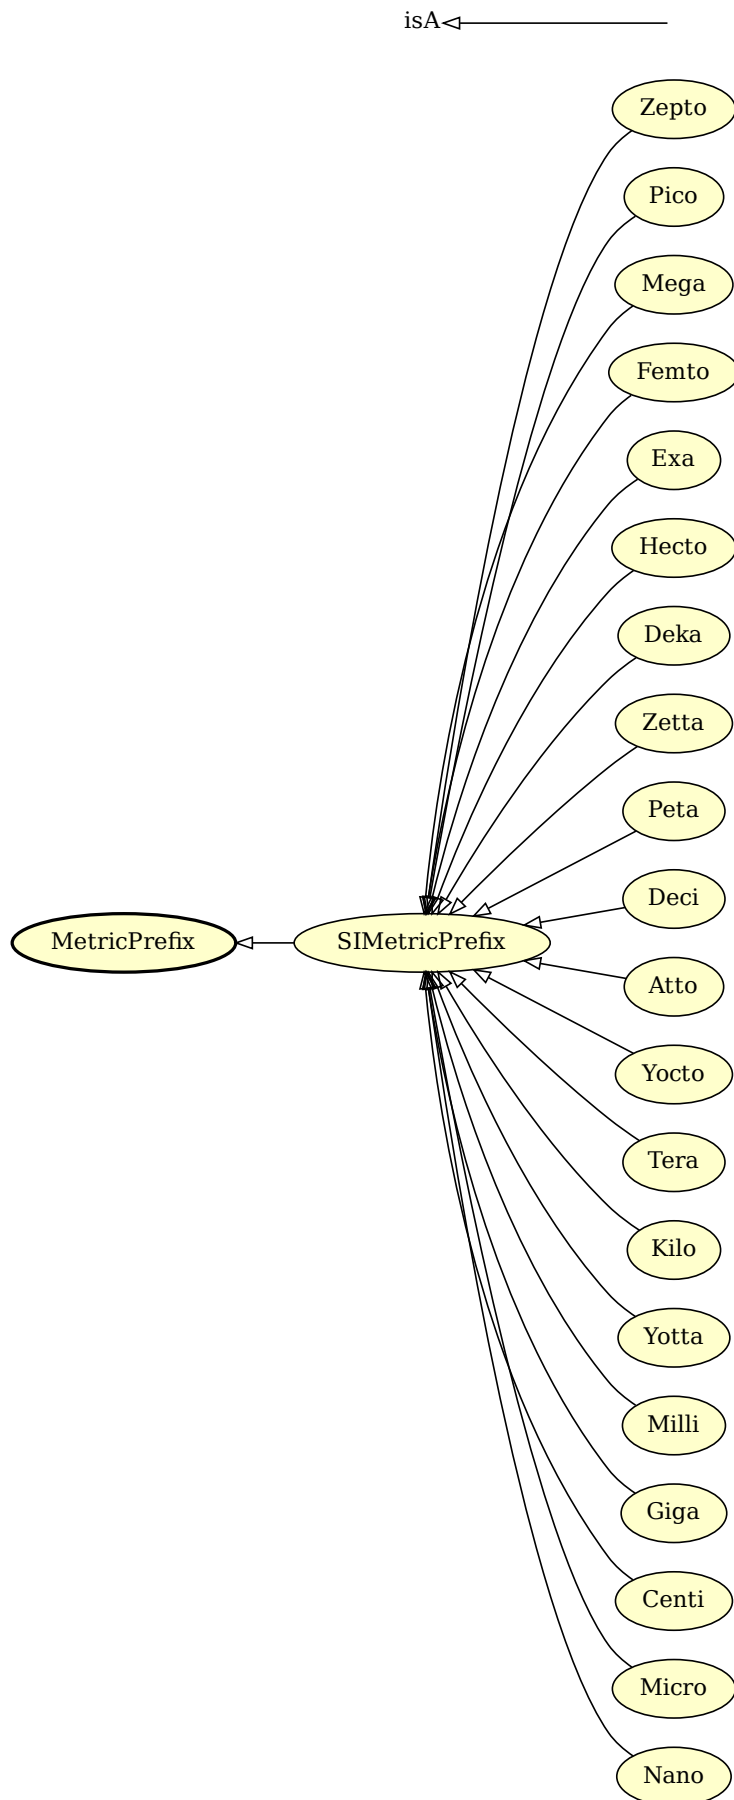 isA
Zepto
Pico
Mega
Femto
Exa
Hecto
Deka
Zetta
Peta
Deci
MetricPrefix
SIMetricPrefix
Atto
Yocto
Tera
Kilo
Yotta
Milli
Giga
Centi
Micro
Nano